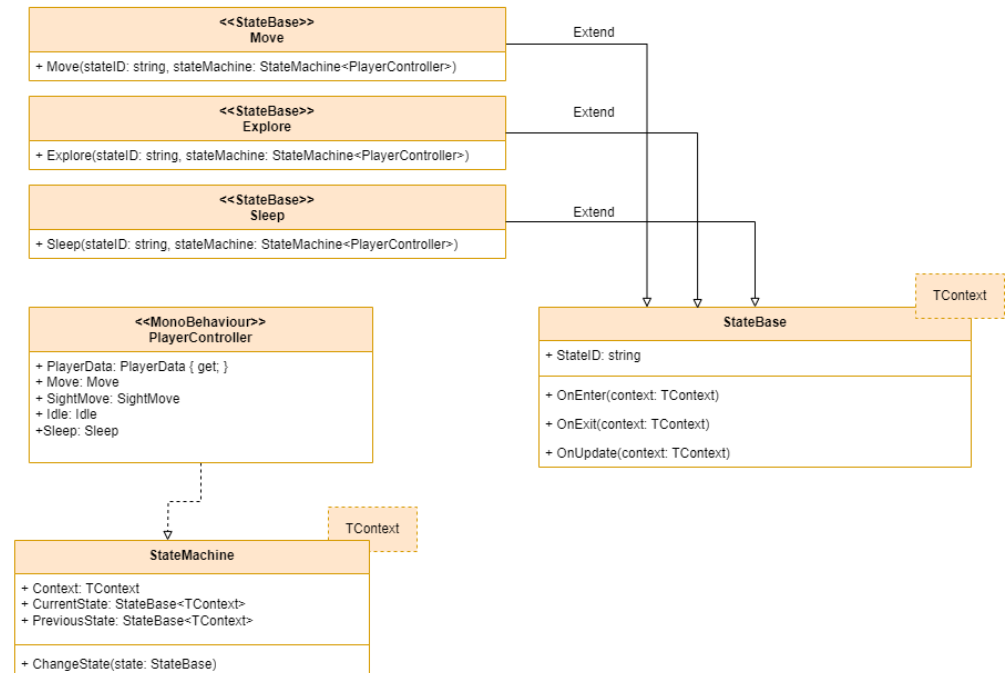 <<StateBase>>
Move
+ Move(stateID: string, stateMachine: StateMachine<PlayerController>)
Extend
<<StateBase>>
Explore
+ Explore(stateID: string, stateMachine: StateMachine<PlayerController>)
Extend
<<StateBase>>
Sleep
+ Sleep(stateID: string, stateMachine: StateMachine<PlayerController>)
Extend
TContext
StateBase
+ StateID: string
+ OnEnter(context: TContext)
+ OnExit(context: TContext)
+ OnUpdate(context: TContext)
<<MonoBehaviour>>
PlayerController
+ PlayerData: PlayerData { get; }
+ Move: Move
+ SightMove: SightMove
+ Idle: Idle
+Sleep: Sleep
TContext
StateMachine
+ Context: TContext
+ CurrentState: StateBase<TContext>
+ PreviousState: StateBase<TContext>
+ ChangeState(state: StateBase)